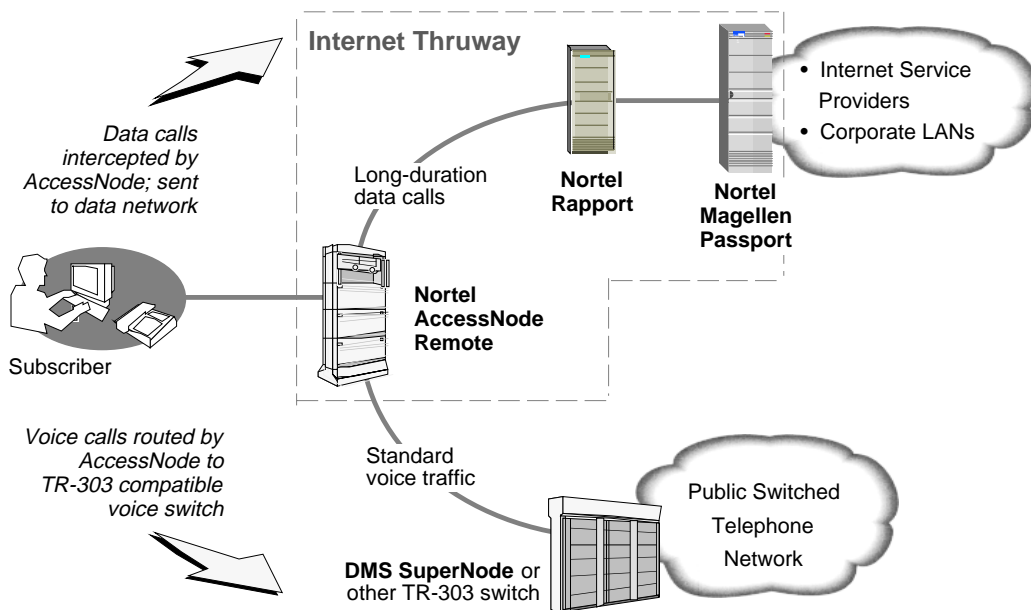 Internet Thruway
• Internet Service
Providers
• Corporate LANs
Data calls
intercepted by
AccessNode; sent
to data network
Long-duration
data calls
Nortel
Rapport
Nortel
Magellen
Passport
Nortel
AccessNode
Remote
Subscriber
Voice calls routed by
AccessNode to
TR-303 compatible
voice switch
Standard
voice traffic
Public Switched
Telephone
Network
DMS SuperNode or
other TR-303 switch